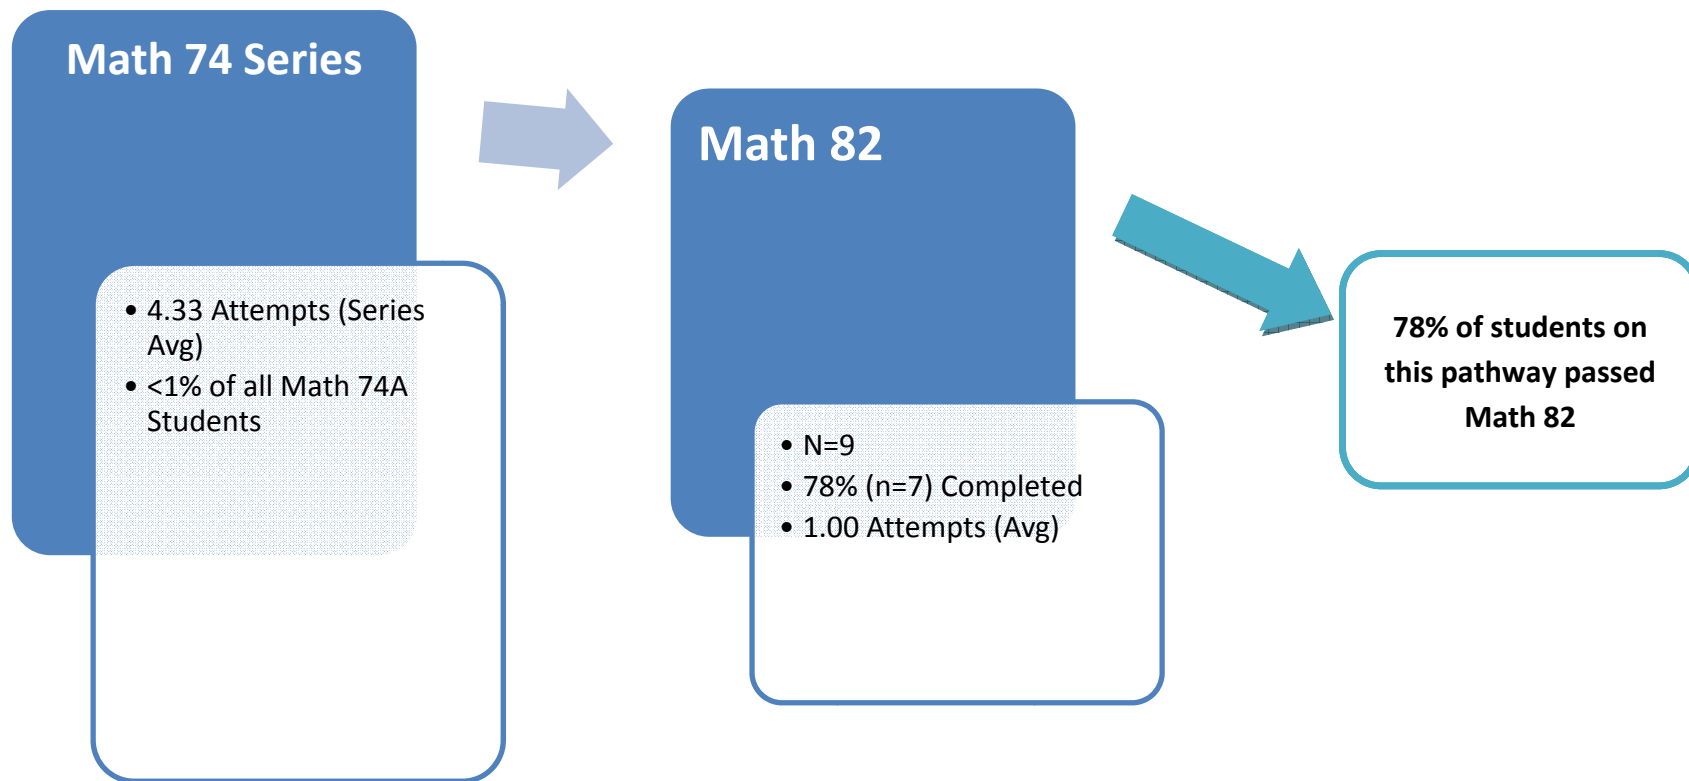 Math 74 Series
• 4.33 Attempts (Series
Avg)
• <1% of all Math 74A
Students
Math 82
• N=9
• 78% (n=7) Completed
• 1.00 Attempts (Avg)
78% of students on
this pathway passed
Math 82